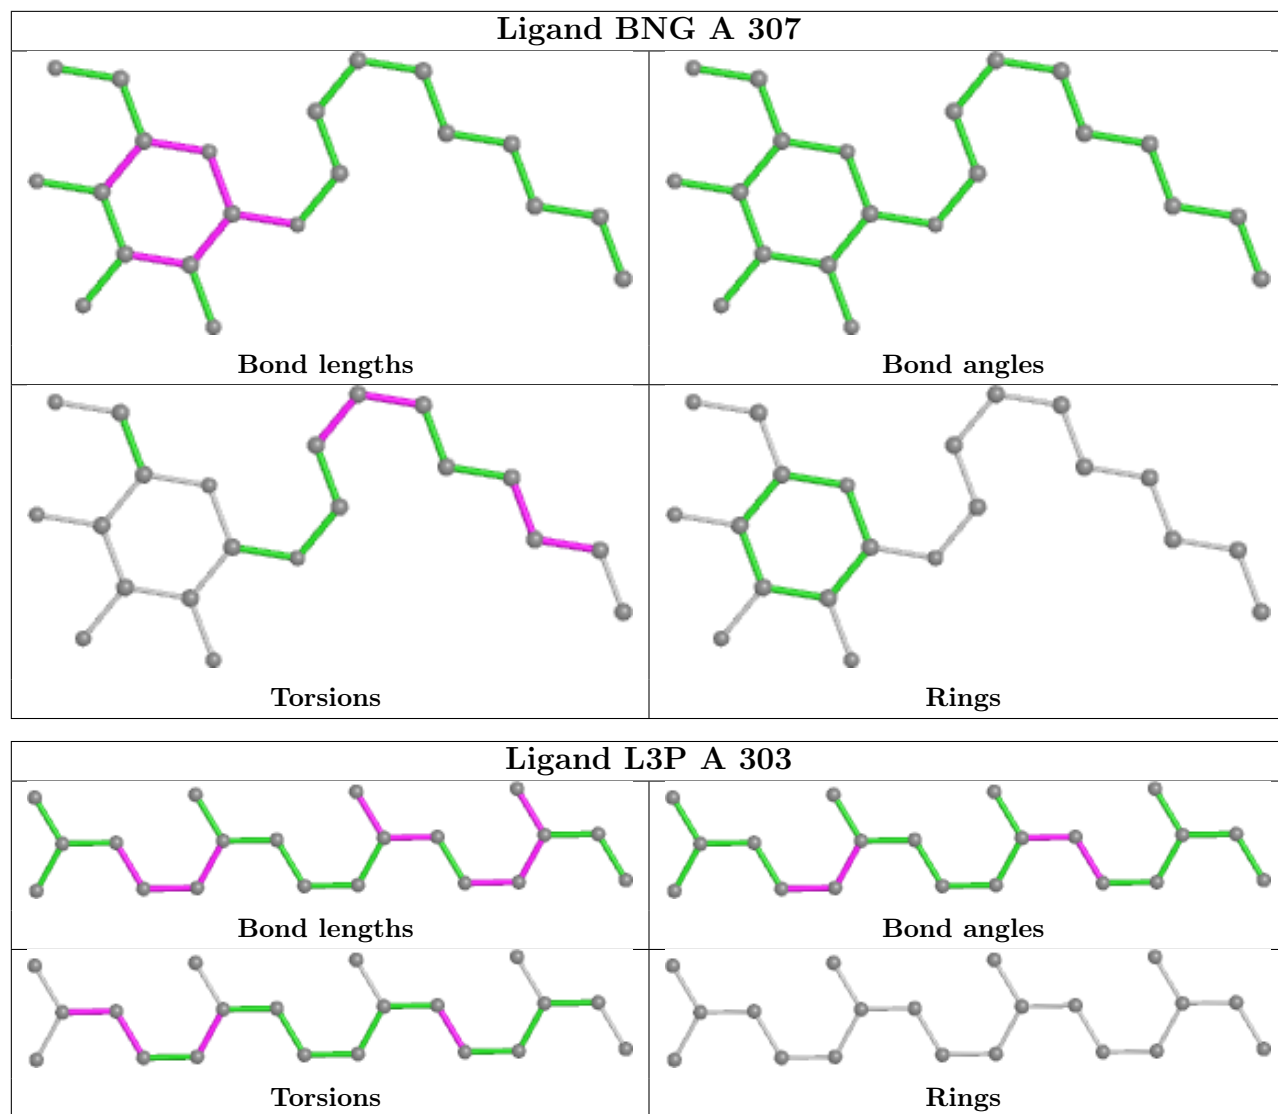 Ligand BNG A 307
Bond lengths
Bond angles
Torsions
Rings
Ligand L3P A 303
Bond lengths
Bond angles
Torsions
Rings